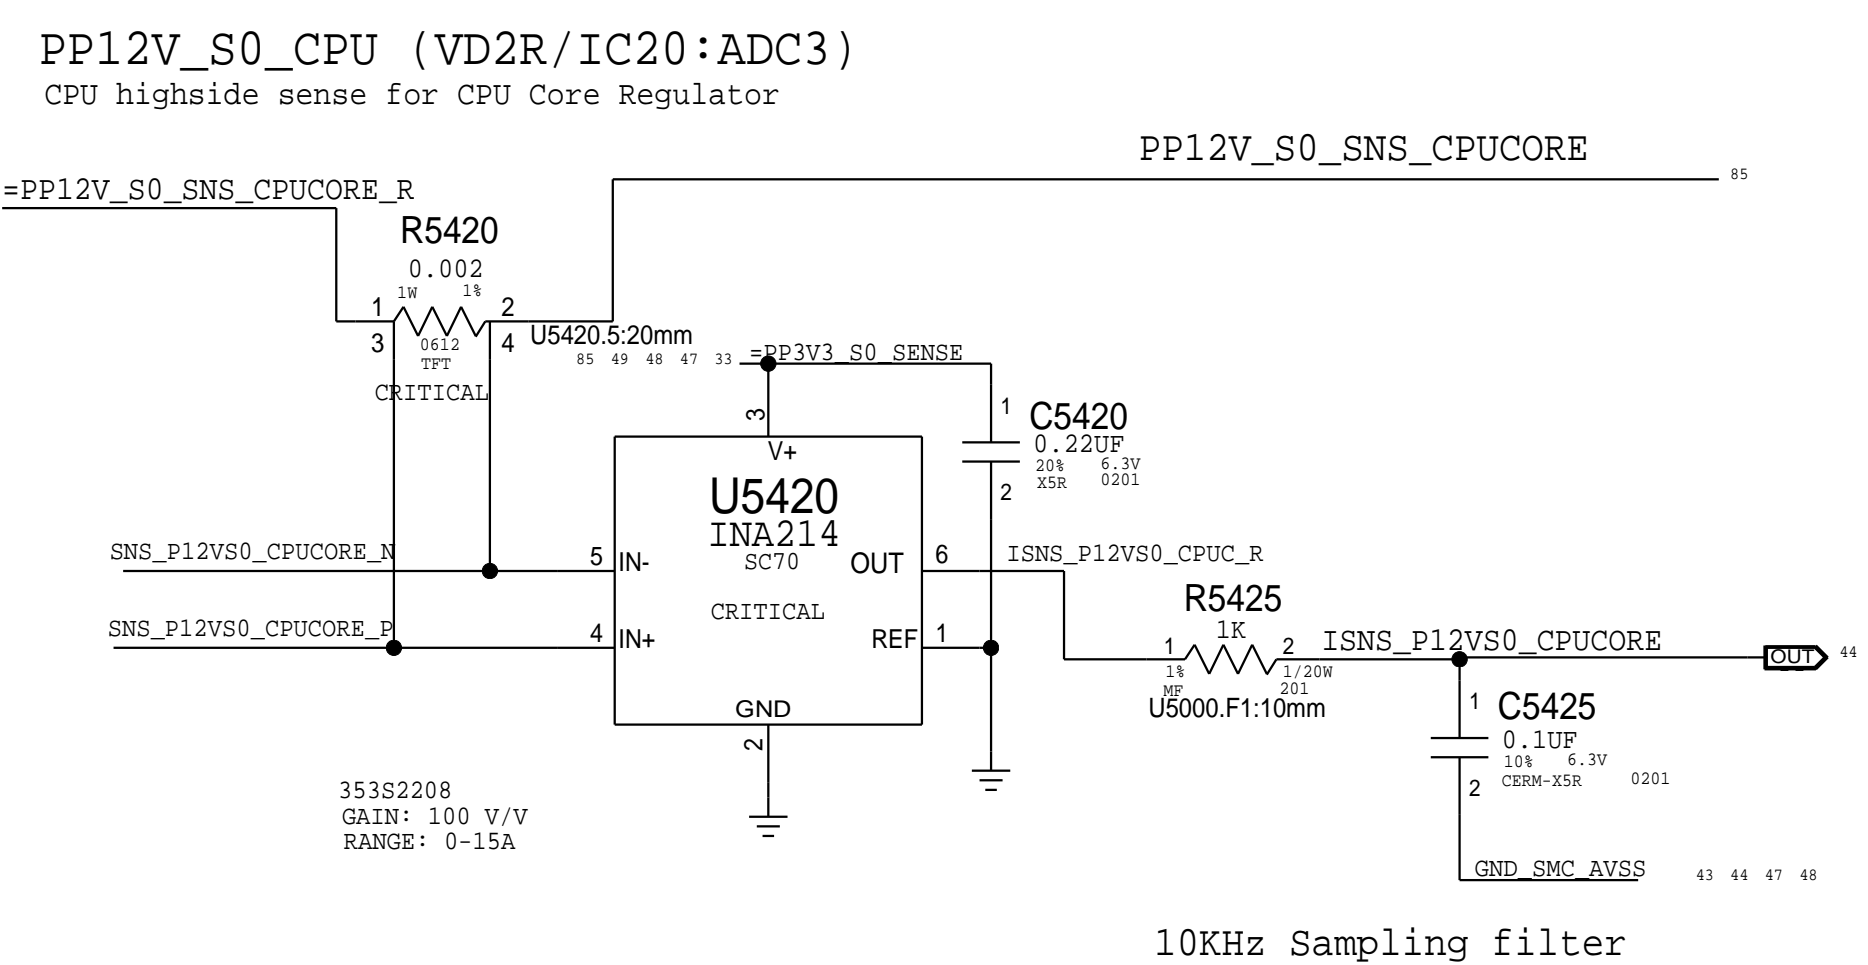 PP12V_S0_CPU (VD2R/IC20:ADC3)
CPU highside sense for CPU Core Regulator
PP12V_S0_SNS_CPUCORE
85
=PP12V_S0_SNS_CPUCORE_R
R5420
0.002
1W 1%
1 2
3 4
0612
TFT
CRITICAL
U5420.5:20mm
85 49 48 47 33
=PP3V3_S0_SENSE
3
V+
U5420
INA214
SC70
CRITICAL
1
C5420
0.22UF
20% 6.3V
X5R 0201
2
SNS_P12VS0_CPUCORE_N
5 IN-
OUT 6
ISNS_P12VS0_CPUC_R
SNS_P12VS0_CPUCORE_P
4 IN+
REF 1
GND
2
R5425
1K
1 2
1% 1/20W
MF 201
U5000.F1:10mm
ISNS_P12VS0_CPUCORE
OUT 44
1
C5425
0.1UF
10% 6.3V
CERM-X5R 0201
2
353S2208
GAIN: 100 V/V
RANGE: 0-15A
GND_SMC_AVSS
43 44 47 48
10KHz Sampling filter